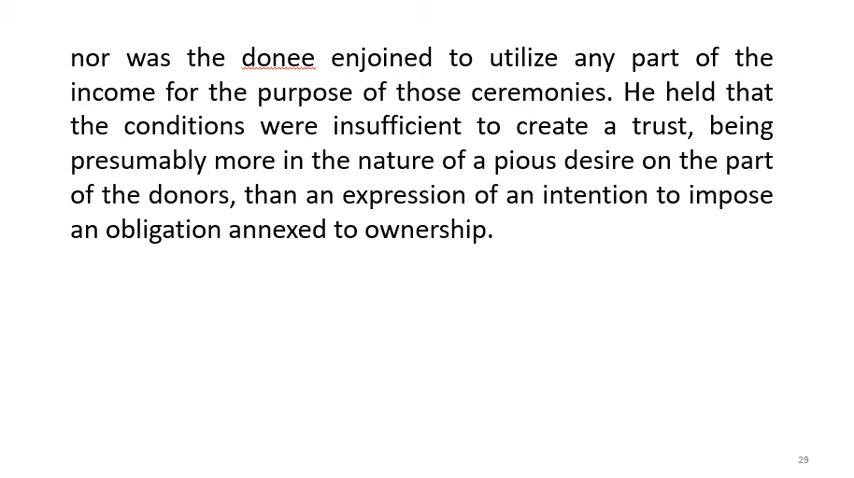 nor was the donee enjoined to utilize any part of the
income for the purpose of those ceremonies. He held that
the conditions were insufficient to create a trust, being
presumably more in the nature of a pious desire on the part
of the donors, than an expression of an intention to impose
an obligation annexed to ownership.
29